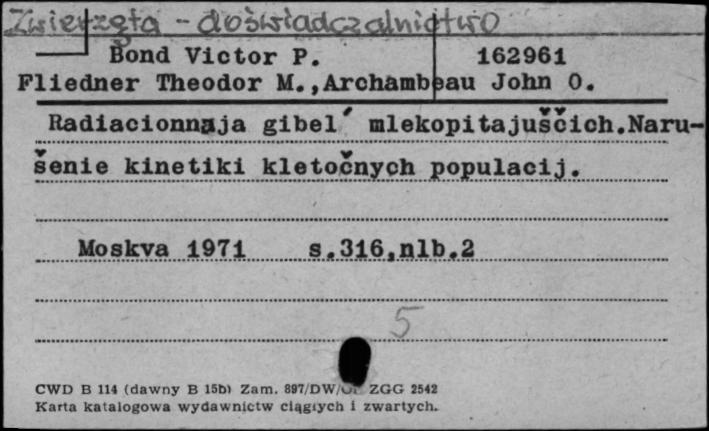 Zwierzęta - doświadczalnictwo
Bond Victor P. 162961
Fliedner Theodor M.,Archambeau John O.
Radiacionnaja gibel´ mlekopitajuščich.Naru-
šenie kinetiki kletočnych populacij.
Moskva 1971 s.316,nlb.2
5
CWD B 114 (dawny B 15b) Zam. 897/DW/ ZGG 2542
Karta katalogowa wydawnictw ciągłych i zwartych.